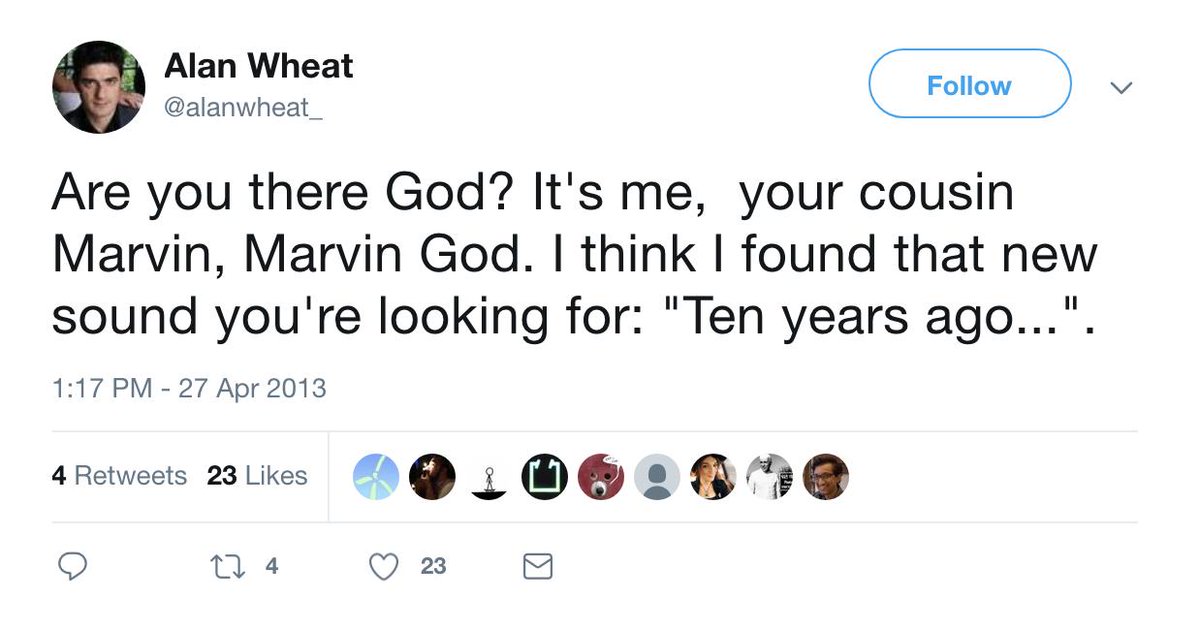 Alan Wheat
@alanwheat_
Follow
Are you there God? It's me,  your cousin
Marvin, Marvin God. I think I found that new
sound you're looking for: "Ten years ago...".
1:17 PM - 27 Apr 2013
4 Retweets 23 Likes
4 23